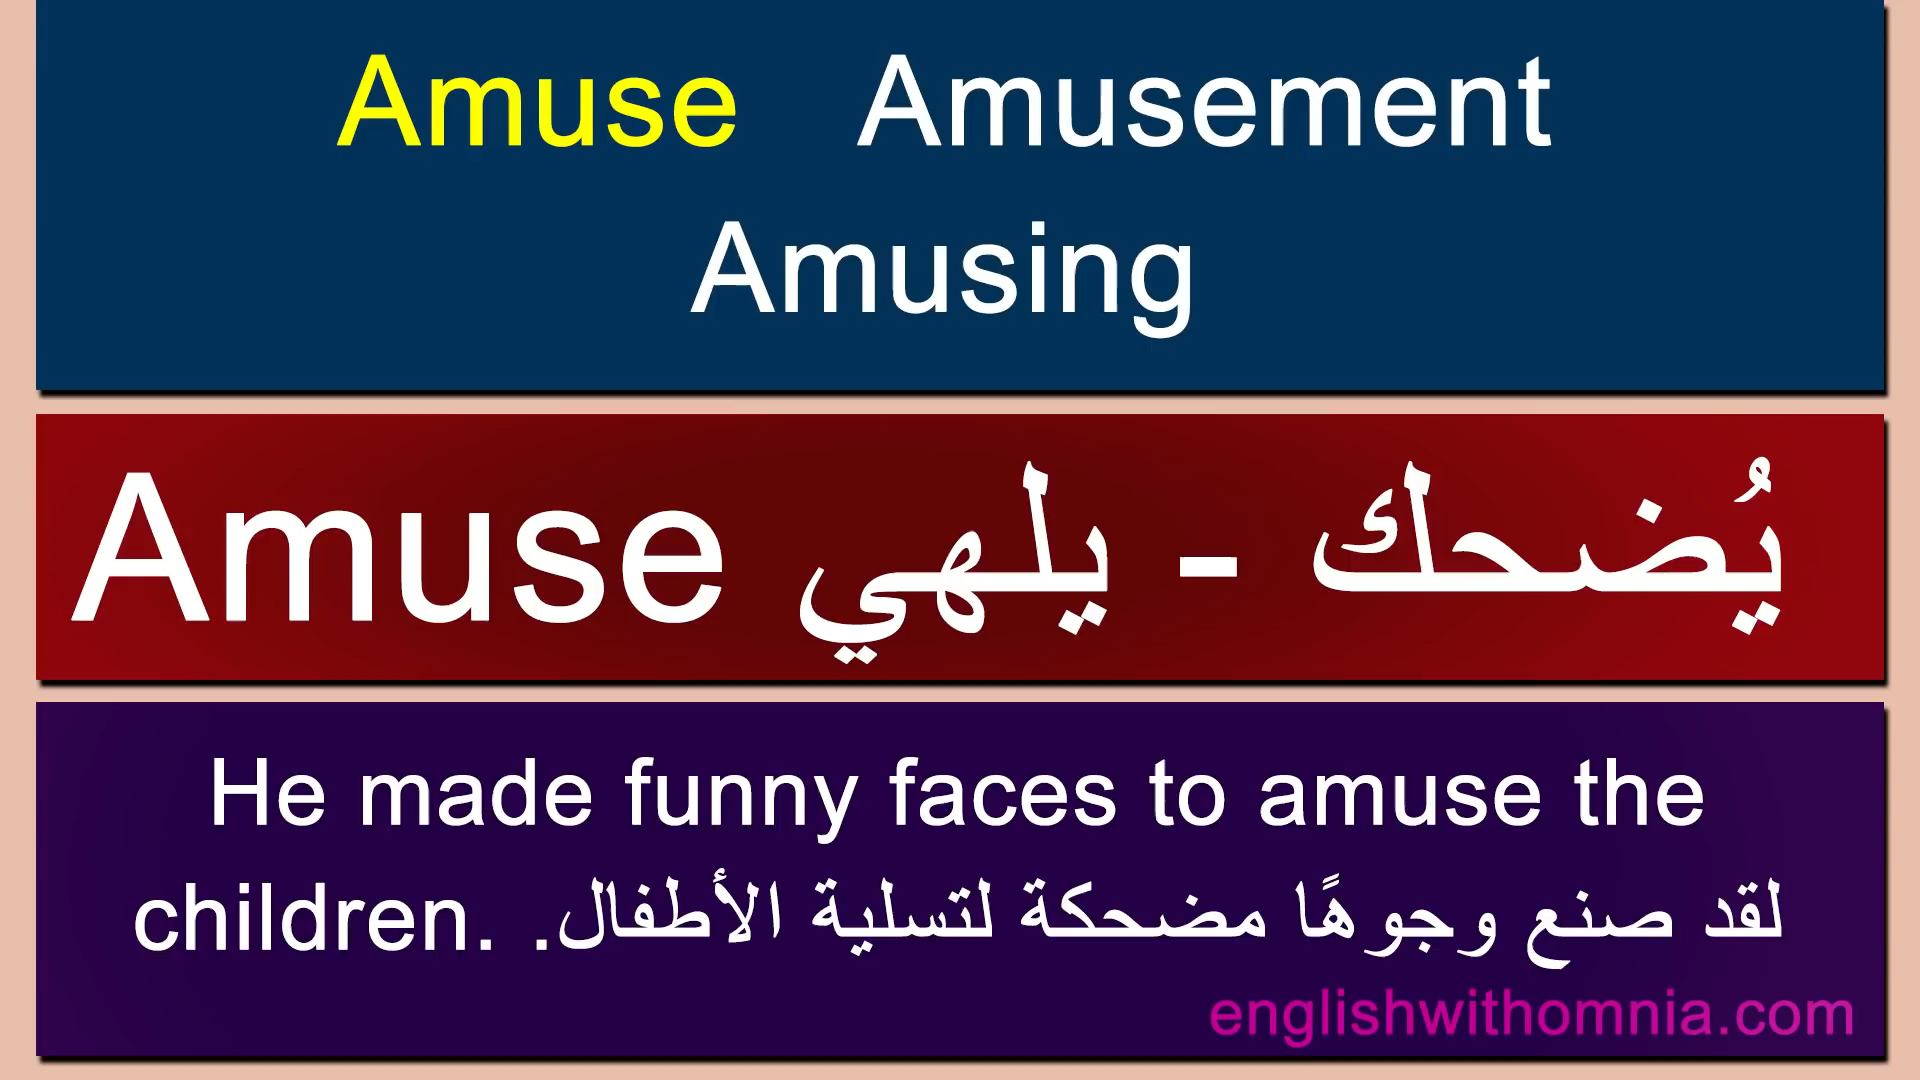 Amuse Amusement
Amusing
Amuse يُضحك - يلهي
He made funny faces to amuse the
children. لقد صنع وجوهًا مضحكة لتسلية الأطفال.
englishwithomnia.com